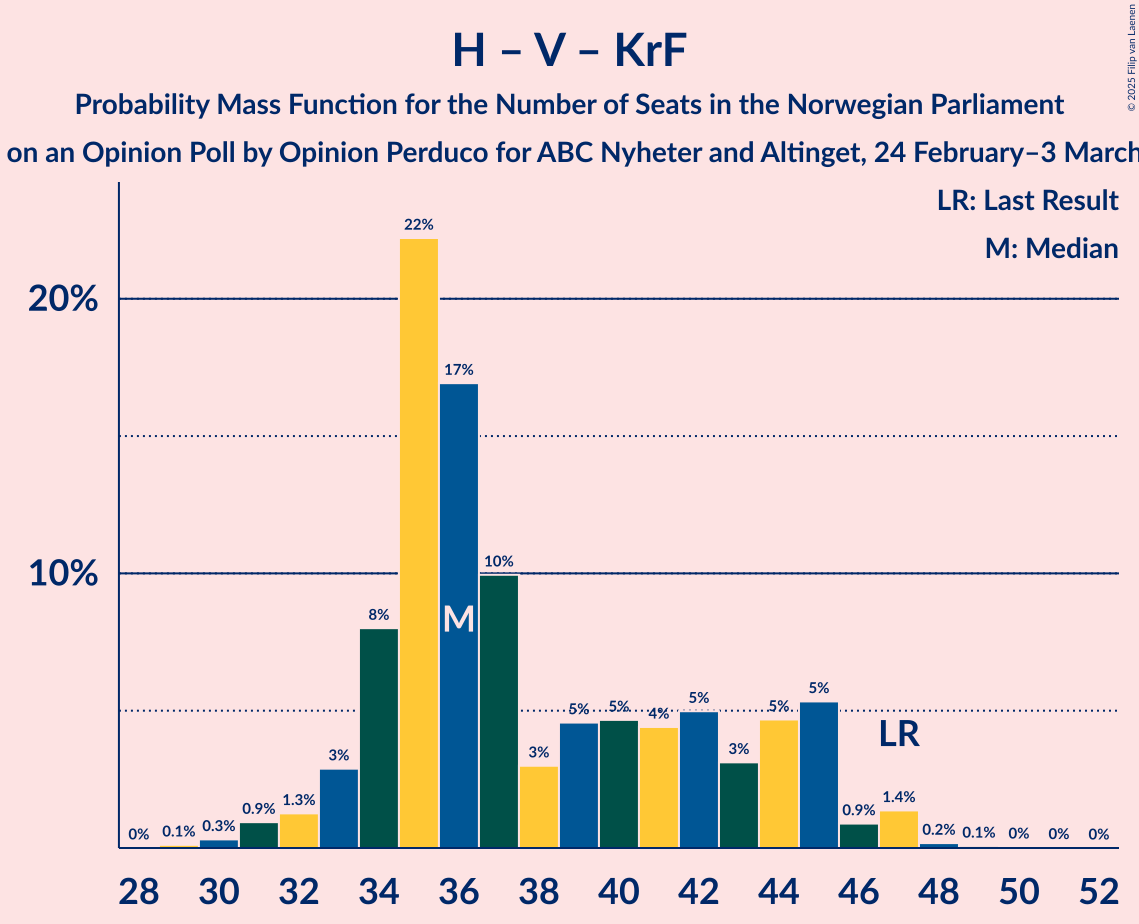 H – V – KrF
Probability Mass Function for the Number of Seats in the Norwegian Parliament
on an Opinion Poll by Opinion Perduco for ABC Nyheter and Altinget, 24 February–3 March
© 2025 Filip van Laenen
LR: Last Result
M: Median
20%
10%
0% 0.1% 0.3% 0.9% 1.3% 3% 8% 22% 17% 10% 3% 5% 5% 4% 5% 3% 5% 5% 0.9% 1.4% 0.2% 0.1% 0% 0% 0%
M
LR
28 30 32 34 36 38 40 42 44 46 48 50 52